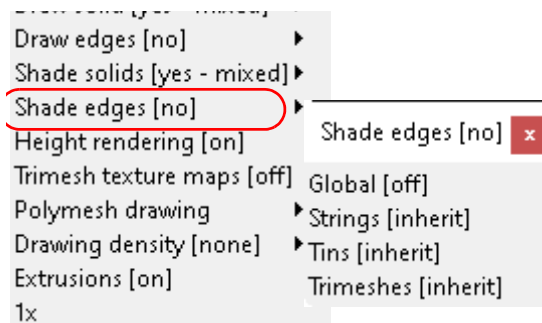 Draw edges [no]
Shade solids [yes - mixed]
Shade edges [no]
Height rendering [on]
Trimesh texture maps [off]
Polymesh drawing
Drawing density [none]
Extrusions [on]
1x
Shade edges [no] x
Global [off]
Strings [inherit]
Tins [inherit]
Trimeshes [inherit]